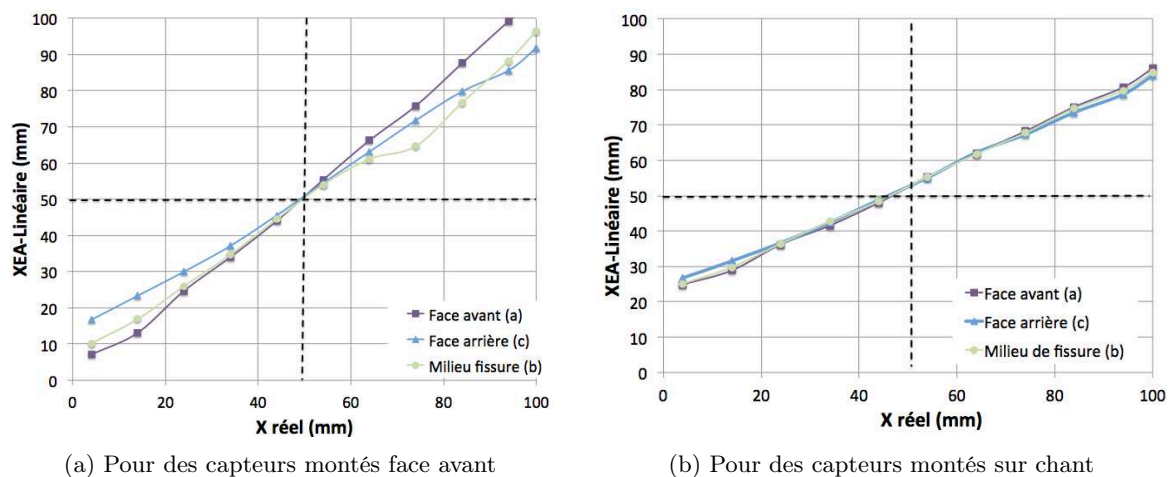 100
90
80
70
60
50
40
30
20
10
0
XEA-Linéaire (mm)
0 20 40 60 80 100
X réel (mm)
Face avant (a)
Face arrière (c)
Milieu fissure (b)
(a) Pour des capteurs montés face avant
100
90
80
70
60
50
40
30
20
10
0
XEA-Linéaire (mm)
0 20 40 60 80 100
X réel (mm)
Face avant (a)
Face arrière (c)
Milieu de fissure (b)
(b) Pour des capteurs montés sur chant